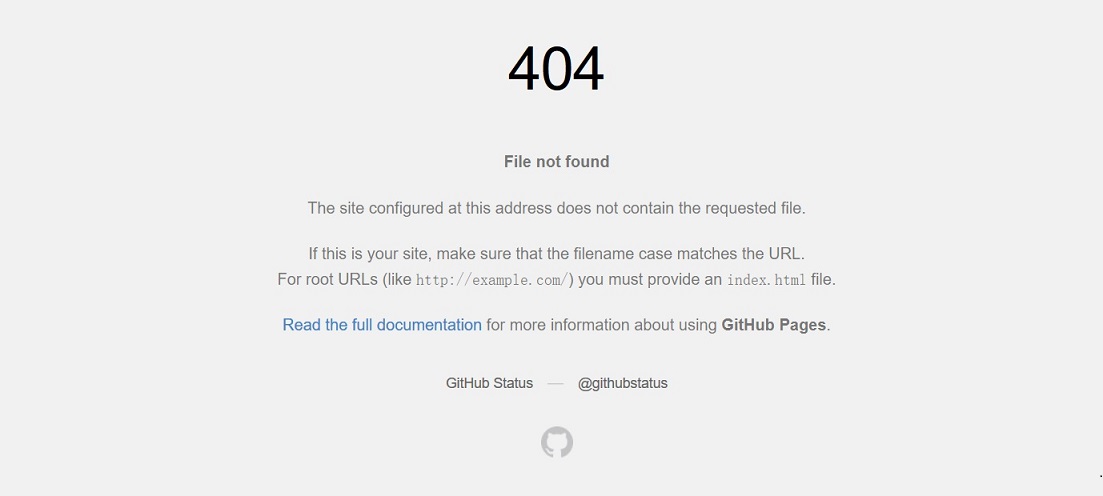 404
File not found
The site configured at this address does not contain the requested file.
If this is your site, make sure that the filename case matches the URL.
For root URLs (like http://example.com/) you must provide an index.html file.
Read the full documentation for more information about using GitHub Pages.
GitHub Status — @githubstatus